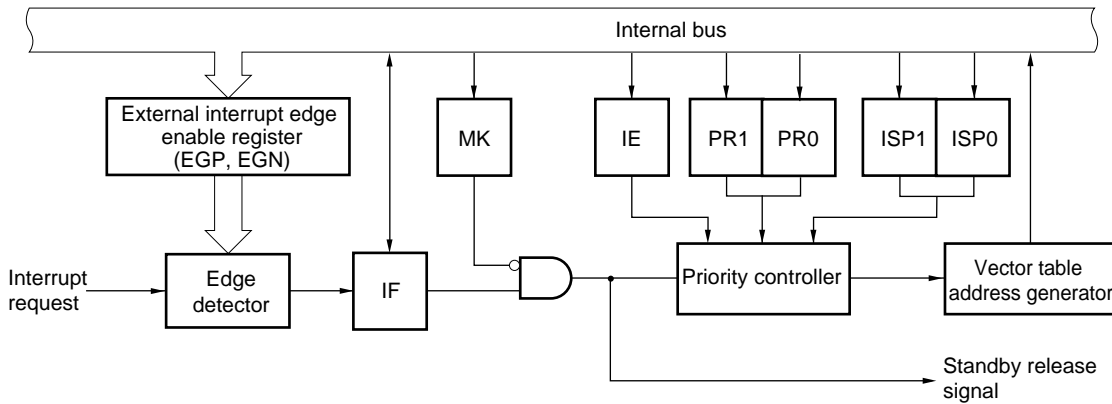 Internal bus
External interrupt edge
enable register
(EGP, EGN)
MK
IE
PR1
PR0
ISP1
ISP0
Interrupt
request
Edge
detector
IF
Priority controller
Vector table
address generator
Standby release
signal